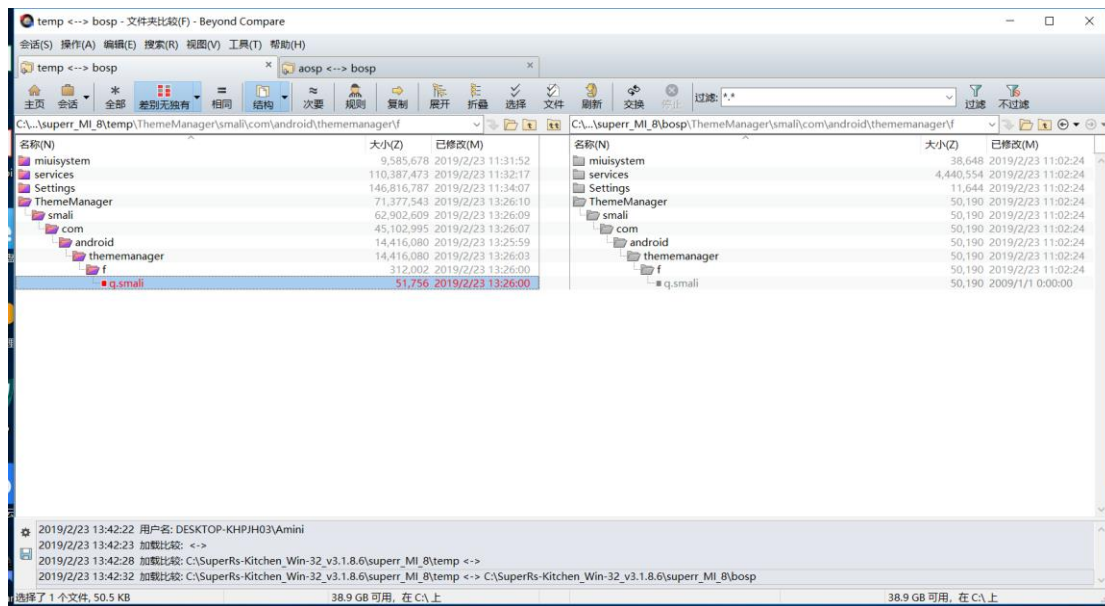 temp <--> bosp - 文件夹比较(F) - Beyond Compare
会话(S) 操作(A) 编辑(E) 搜索(R) 视图(V) 工具(T) 帮助(H)
temp <--> bosp × aosp <--> bosp ×
主页 会话 全部 差别无独有 相同 结构 次要 规则 复制 展开 折叠 选择 文件 刷新 交换 停止 过滤: *.* 过滤 不过滤
C:\...\superr_MI_8\temp\ThemeManager\smali\com\android\thememanager\f C:\...\superr_MI_8\bosp\ThemeManager\smali\com\android\thememanager\f
名称(N) 大小(Z) 已修改(M) 名称(N) 大小(Z) 已修改(M)
miuisystem 9,585,678 2019/2/23 11:31:52 miuisystem 38,648 2019/2/23 11:02:24
services 110,387,473 2019/2/23 11:32:17 services 4,440,554 2019/2/23 11:02:24
Settings 146,816,787 2019/2/23 11:34:07 Settings 11,644 2019/2/23 11:02:24
ThemeManager 71,377,543 2019/2/23 13:26:10 ThemeManager 50,190 2019/2/23 11:02:24
smali 62,902,609 2019/2/23 13:26:09 smali 50,190 2019/2/23 11:02:24
com 45,102,995 2019/2/23 13:26:07 com 50,190 2019/2/23 11:02:24
android 14,416,080 2019/2/23 13:25:59 android 50,190 2019/2/23 11:02:24
thememanager 14,416,080 2019/2/23 13:26:03 thememanager 50,190 2019/2/23 11:02:24
f 312,002 2019/2/23 13:26:00 f 50,190 2019/2/23 11:02:24
q.smali 51,756 2019/2/23 13:26:00 q.smali 50,190 2009/1/1 0:00:00
2019/2/23 13:42:22 用户名: DESKTOP-KHPJH03\Amini
2019/2/23 13:42:23 加载比较: <->
2019/2/23 13:42:28 加载比较: C:\SuperRs-Kitchen_Win-32_v3.1.8.6\superr_MI_8\temp <->
2019/2/23 13:42:32 加载比较: C:\SuperRs-Kitchen_Win-32_v3.1.8.6\superr_MI_8\temp <-> C:\SuperRs-Kitchen_Win-32_v3.1.8.6\superr_MI_8\bosp
选择了 1 个文件, 50.5 KB 38.9 GB 可用, 在 C:\ 上 38.9 GB 可用, 在 C:\ 上